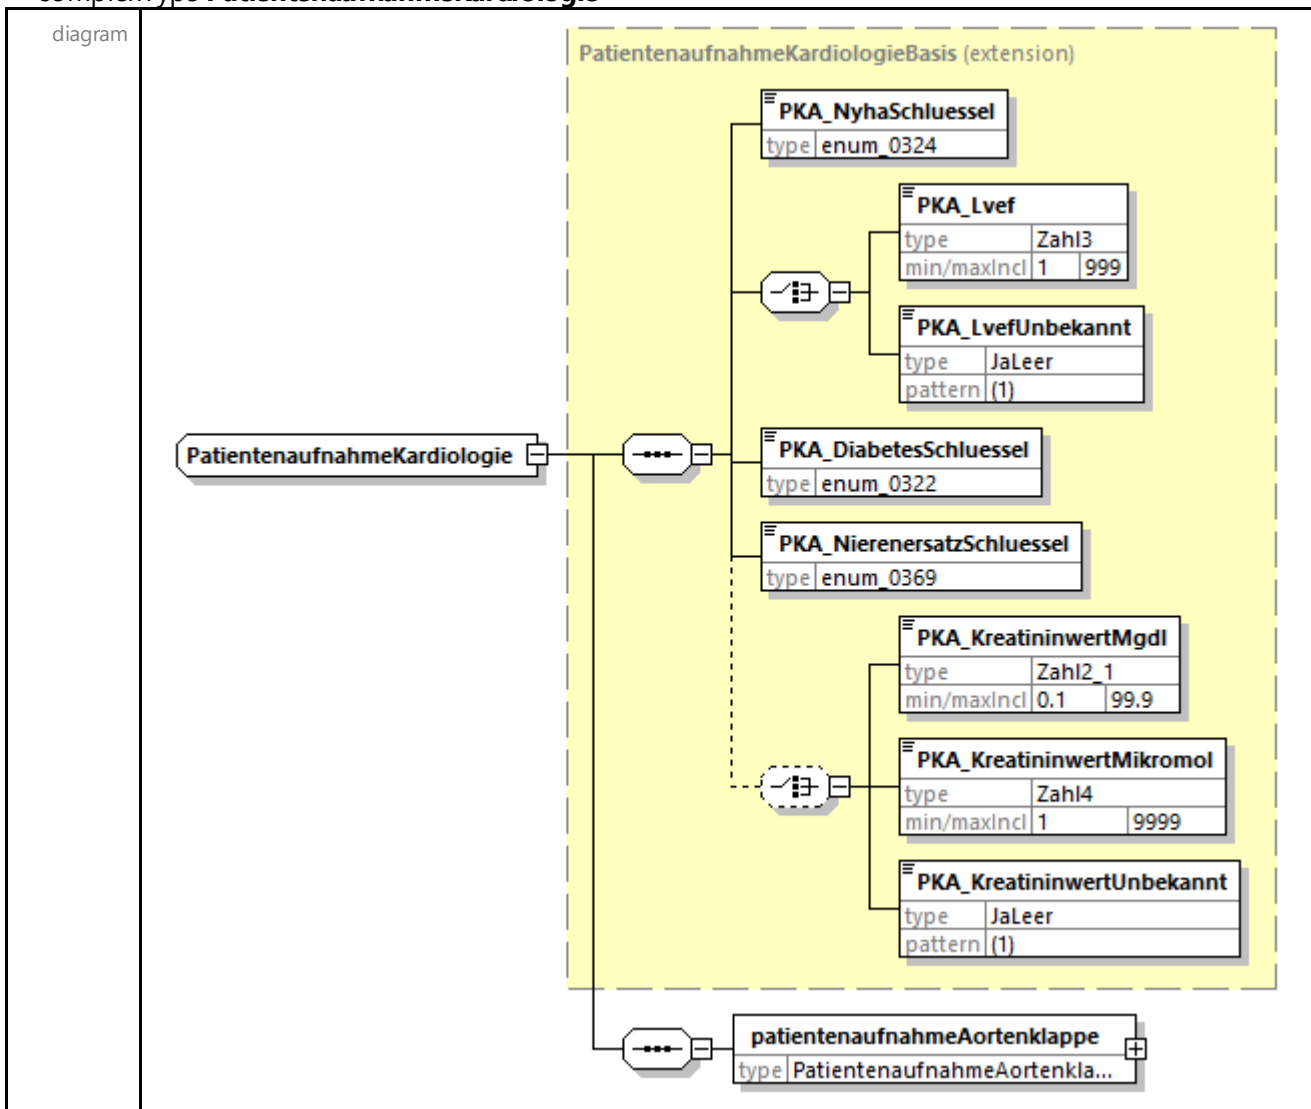 complexType PatientenaufnahmeKardiologie
diagram
PatientenaufnahmeKardiologieBasis (extension)
PKA_NyhaSchluessel
type enum_0324
PKA_Lvef
type Zahl3
min/maxIncl 1 999
PKA_LvefUnbekannt
type JaLeer
pattern (1)
PatientenaufnahmeKardiologie
PKA_DiabetesSchluessel
type enum_0322
PKA_NierenersatzSchluessel
type enum_0369
PKA_KreatininwertMgdl
type Zahl2_1
min/maxIncl 0.1 99.9
PKA_KreatininwertMikromol
type Zahl4
min/maxIncl 1 9999
PKA_KreatininwertUnbekannt
type JaLeer
pattern (1)
patientenaufnahmeAortenklappe
type PatientenaufnahmeAortenkla...